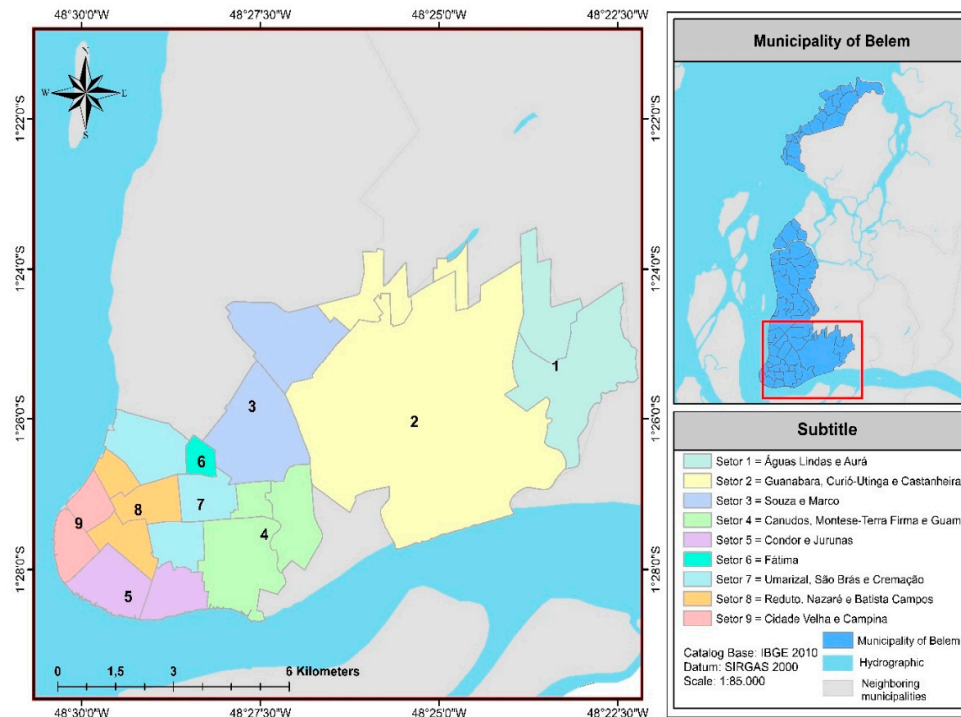 48°30'0"W 48°27'30"W 48°25'0"W 48°22'30"W
N
W E
S
1°22'0"S 1°22'0"S
1°24'0"S 1°24'0"S
1°26'0"S 1°26'0"S
1°28'0"S 1°28'0"S
1
2
3
6
7
8
9
4
5
0 1,5 3 6 Kilometers
48°30'0"W 48°27'30"W 48°25'0"W 48°22'30"W
Municipality of Belem
Subtitle
Setor 1 = Águas Lindas e Aurá
Setor 2 = Guanabara, Curió-Utinga e Castanheira
Setor 3 = Souza e Marco
Setor 4 = Canudos, Montese-Terra Firma e Guam
Setor 5 = Condor e Jurunas
Setor 6 = Fátima
Setor 7 = Umarizal, São Brás e Cremação
Setor 8 = Reduto, Nazaré e Batista Campos
Setor 9 = Cidade Velha e Campina
Catalog Base: IBGE 2010
Datum: SIRGAS 2000
Scale: 1:85.000
Municipality of Belem
Hydrographic
Neighboring
municipalities